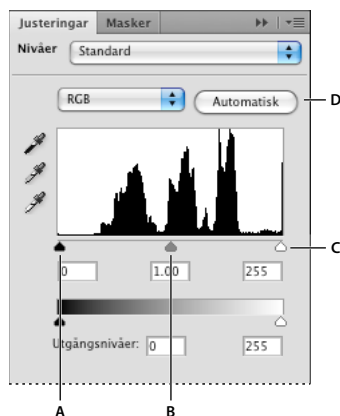 Justeringar Masker
Nivåer Standard
RGB Automatisk
D
C
0 1.00 255
Utgångsnivåer: 0 255
A B